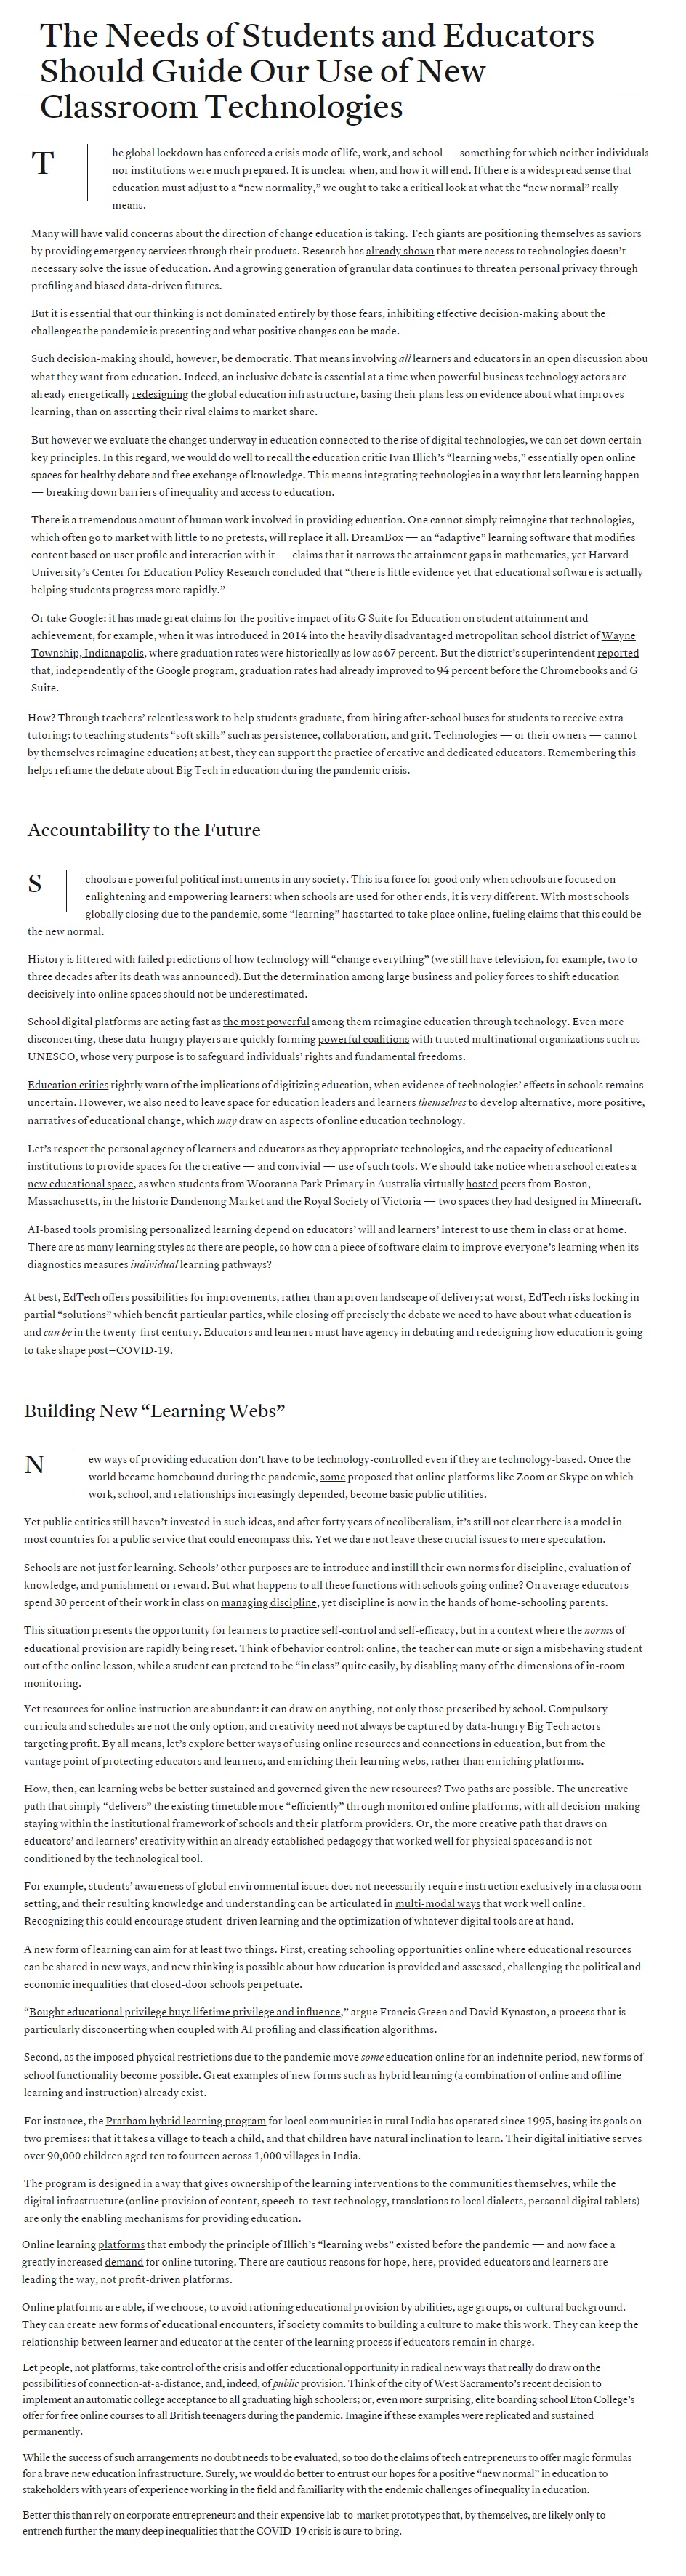 The Needs of Students and Educators
Should Guide Our Use of New
Classroom Technologies
The global lockdown has enforced a crisis mode of life, work, and school — something for which neither individuals
nor institutions were much prepared. It is unclear when, and how it will end. If there is a widespread sense that
education must adjust to a “new normality,” we ought to take a critical look at what the “new normal” really
means.
Many will have valid concerns about the direction of change education is taking. Tech giants are positioning themselves as saviors
by providing emergency services through their products. Research has already shown that mere access to technologies doesn’t
necessary solve the issue of education. And a growing generation of granular data continues to threaten personal privacy through
profiling and biased data-driven futures.
But it is essential that our thinking is not dominated entirely by those fears, inhibiting effective decision-making about the
challenges the pandemic is presenting and what positive changes can be made.
Such decision-making should, however, be democratic. That means involving all learners and educators in an open discussion abou
what they want from education. Indeed, an inclusive debate is essential at a time when powerful business technology actors are
already energetically redesigning the global education infrastructure, basing their plans less on evidence about what improves
learning, than on asserting their rival claims to market share.
But however we evaluate the changes underway in education connected to the rise of digital technologies, we can set down certain
key principles. In this regard, we would do well to recall the education critic Ivan Illich’s “learning webs,” essentially open online
spaces for healthy debate and free exchange of knowledge. This means integrating technologies in a way that lets learning happen
— breaking down barriers of inequality and access to education.
There is a tremendous amount of human work involved in providing education. One cannot simply reimagine that technologies,
which often go to market with little to no pretests, will replace it all. DreamBox — an “adaptive” learning software that modifies
content based on user profile and interaction with it — claims that it narrows the attainment gaps in mathematics, yet Harvard
University’s Center for Education Policy Research concluded that “there is little evidence yet that educational software is actually
helping students progress more rapidly.”
Or take Google: it has made great claims for the positive impact of its G Suite for Education on student attainment and
achievement, for example, when it was introduced in 2014 into the heavily disadvantaged metropolitan school district of Wayne
Township, Indianapolis, where graduation rates were historically as low as 67 percent. But the district’s superintendent reported
that, independently of the Google program, graduation rates had already improved to 94 percent before the Chromebooks and G
Suite.
How? Through teachers’ relentless work to help students graduate, from hiring after-school buses for students to receive extra
tutoring; to teaching students “soft skills” such as persistence, collaboration, and grit. Technologies — or their owners — cannot
by themselves reimagine education; at best, they can support the practice of creative and dedicated educators. Remembering this
helps reframe the debate about Big Tech in education during the pandemic crisis.
Accountability to the Future
Schools are powerful political instruments in any society. This is a force for good only when schools are focused on
enlightening and empowering learners: when schools are used for other ends, it is very different. With most schools
globally closing due to the pandemic, some “learning” has started to take place online, fueling claims that this could be
the new normal.
History is littered with failed predictions of how technology will “change everything” (we still have television, for example, two to
three decades after its death was announced). But the determination among large business and policy forces to shift education
decisively into online spaces should not be underestimated.
School digital platforms are acting fast as the most powerful among them reimagine education through technology. Even more
disconcerting, these data-hungry players are quickly forming powerful coalitions with trusted multinational organizations such as
UNESCO, whose very purpose is to safeguard individuals’ rights and fundamental freedoms.
Education critics rightly warn of the implications of digitizing education, when evidence of technologies’ effects in schools remains
uncertain. However, we also need to leave space for education leaders and learners themselves to develop alternative, more positive,
narratives of educational change, which may draw on aspects of online education technology.
Let’s respect the personal agency of learners and educators as they appropriate technologies, and the capacity of educational
institutions to provide spaces for the creative — and convivial — use of such tools. We should take notice when a school creates a
new educational space, as when students from Wooranna Park Primary in Australia virtually hosted peers from Boston,
Massachusetts, in the historic Dandenong Market and the Royal Society of Victoria — two spaces they had designed in Minecraft.
AI-based tools promising personalized learning depend on educators’ will and learners’ interest to use them in class or at home.
There are as many learning styles as there are people, so how can a piece of software claim to improve everyone’s learning when its
diagnostics measures individual learning pathways?
At best, EdTech offers possibilities for improvements, rather than a proven landscape of delivery; at worst, EdTech risks locking in
partial “solutions” which benefit particular parties, while closing off precisely the debate we need to have about what education is
and can be in the twenty-first century. Educators and learners must have agency in debating and redesigning how education is going
to take shape post–COVID-19.
Building New “Learning Webs”
New ways of providing education don’t have to be technology-controlled even if they are technology-based. Once the
world became homebound during the pandemic, some proposed that online platforms like Zoom or Skype on which
work, school, and relationships increasingly depended, become basic public utilities.
Yet public entities still haven’t invested in such ideas, and after forty years of neoliberalism, it’s still not clear there is a model in
most countries for a public service that could encompass this. Yet we dare not leave these crucial issues to mere speculation.
Schools are not just for learning. Schools’ other purposes are to introduce and instill their own norms for discipline, evaluation of
knowledge, and punishment or reward. But what happens to all these functions with schools going online? On average educators
spend 30 percent of their work in class on managing discipline, yet discipline is now in the hands of home-schooling parents.
This situation presents the opportunity for learners to practice self-control and self-efficacy, but in a context where the norms of
educational provision are rapidly being reset. Think of behavior control: online, the teacher can mute or sign a misbehaving student
out of the online lesson, while a student can pretend to be “in class” quite easily, by disabling many of the dimensions of in-room
monitoring.
Yet resources for online instruction are abundant: it can draw on anything, not only those prescribed by school. Compulsory
curricula and schedules are not the only option, and creativity need not always be captured by data-hungry Big Tech actors
targeting profit. By all means, let’s explore better ways of using online resources and connections in education, but from the
vantage point of protecting educators and learners, and enriching their learning webs, rather than enriching platforms.
How, then, can learning webs be better sustained and governed given the new resources? Two paths are possible. The uncreative
path that simply “delivers” the existing timetable more “efficiently” through monitored online platforms, with all decision-making
staying within the institutional framework of schools and their platform providers. Or, the more creative path that draws on
educators’ and learners’ creativity within an already established pedagogy that worked well for physical spaces and is not
conditioned by the technological tool.
For example, students’ awareness of global environmental issues does not necessarily require instruction exclusively in a classroom
setting, and their resulting knowledge and understanding can be articulated in multi-modal ways that work well online.
Recognizing this could encourage student-driven learning and the optimization of whatever digital tools are at hand.
A new form of learning can aim for at least two things. First, creating schooling opportunities online where educational resources
can be shared in new ways, and new thinking is possible about how education is provided and assessed, challenging the political and
economic inequalities that closed-door schools perpetuate.
“Bought educational privilege buys lifetime privilege and influence,” argue Francis Green and David Kynaston, a process that is
particularly disconcerting when coupled with AI profiling and classification algorithms.
Second, as the imposed physical restrictions due to the pandemic move some education online for an indefinite period, new forms of
school functionality become possible. Great examples of new forms such as hybrid learning (a combination of online and offline
learning and instruction) already exist.
For instance, the Pratham hybrid learning program for local communities in rural India has operated since 1995, basing its goals on
two premises: that it takes a village to teach a child, and that children have natural inclination to learn. Their digital initiative serves
over 90,000 children aged ten to fourteen across 1,000 villages in India.
The program is designed in a way that gives ownership of the learning interventions to the communities themselves, while the
digital infrastructure (online provision of content, speech-to-text technology, translations to local dialects, personal digital tablets)
are only the enabling mechanisms for providing education.
Online learning platforms that embody the principle of Illich’s “learning webs” existed before the pandemic — and now face a
greatly increased demand for online tutoring. There are cautious reasons for hope, here, provided educators and learners are
leading the way, not profit-driven platforms.
Online platforms are able, if we choose, to avoid rationing educational provision by abilities, age groups, or cultural background.
They can create new forms of educational encounters, if society commits to building a culture to make this work. They can keep the
relationship between learner and educator at the center of the learning process if educators remain in charge.
Let people, not platforms, take control of the crisis and offer educational opportunity in radical new ways that really do draw on the
possibilities of connection-at-a-distance, and, indeed, of public provision. Think of the city of West Sacramento’s recent decision to
implement an automatic college acceptance to all graduating high schoolers; or, even more surprising, elite boarding school Eton College’s
offer for free online courses to all British teenagers during the pandemic. Imagine if these examples were replicated and sustained
permanently.
While the success of such arrangements no doubt needs to be evaluated, so too do the claims of tech entrepreneurs to offer magic formulas
for a brave new education infrastructure. Surely, we would do better to entrust our hopes for a positive “new normal” in education to
stakeholders with years of experience working in the field and familiarity with the endemic challenges of inequality in education.
Better this than rely on corporate entrepreneurs and their expensive lab-to-market prototypes that, by themselves, are likely only to
entrench further the many deep inequalities that the COVID-19 crisis is sure to bring.